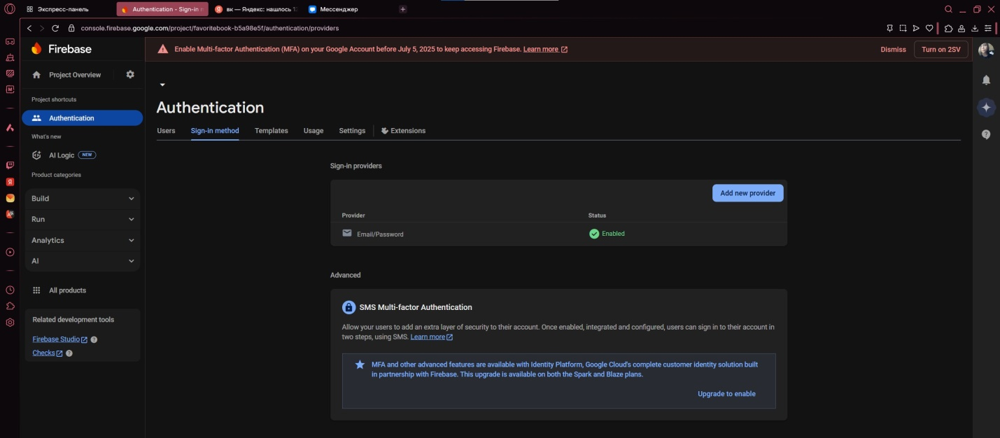 Экспресс-панель
Authentication - Sign-in
вк — Яндекс: нашлось
Мессенджер
console.firebase.google.com/project/favoritebook-b5a98e5f/authentication/providers
Firebase
Enable Multi-factor Authentication (MFA) on your Google Account before July 5, 2025 to keep accessing Firebase. Learn more
Dismiss
Turn on 2SV
Project Overview
Project shortcuts
Authentication
What's new
AI Logic NEW
Product categories
Build
Run
Analytics
AI
All products
Related development tools
Firebase Studio
Checks
Authentication
Users Sign-in method Templates Usage Settings Extensions
Sign-in providers
Add new provider
Provider Status
Email/Password Enabled
Advanced
SMS Multi-factor Authentication
Allow your users to add an extra layer of security to their account. Once enabled, integrated and configured, users can sign in to their account in
two steps, using SMS. Learn more
MFA and other advanced features are available with Identity Platform, Google Cloud's complete customer identity solution built
in partnership with Firebase. This upgrade is available on both the Spark and Blaze plans.
Upgrade to enable